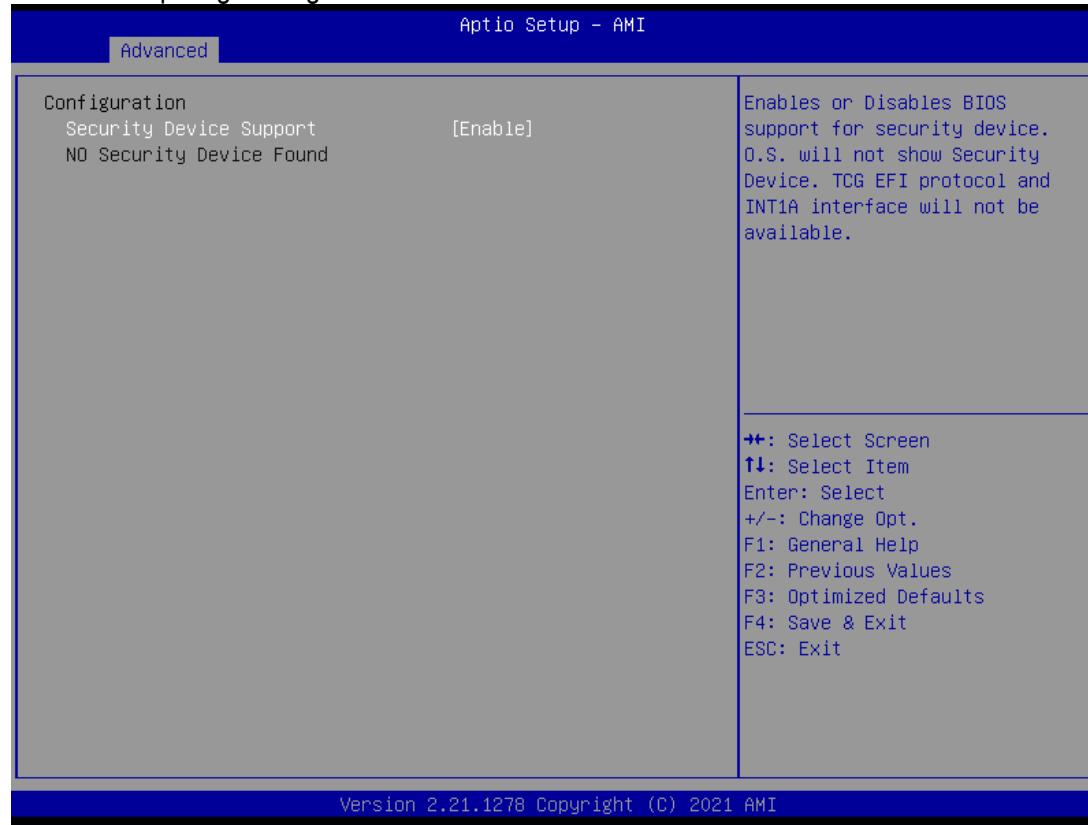 Aptio Setup – AMI
Advanced
Configuration
Security Device Support [Enable]
NO Security Device Found
Enables or Disables BIOS
support for security device.
O.S. will not show Security
Device. TCG EFI protocol and
INT1A interface will not be
available.
→←: Select Screen
↑↓: Select Item
Enter: Select
+/-: Change Opt.
F1: General Help
F2: Previous Values
F3: Optimized Defaults
F4: Save & Exit
ESC: Exit
Version 2.21.1278 Copyright (C) 2021 AMI